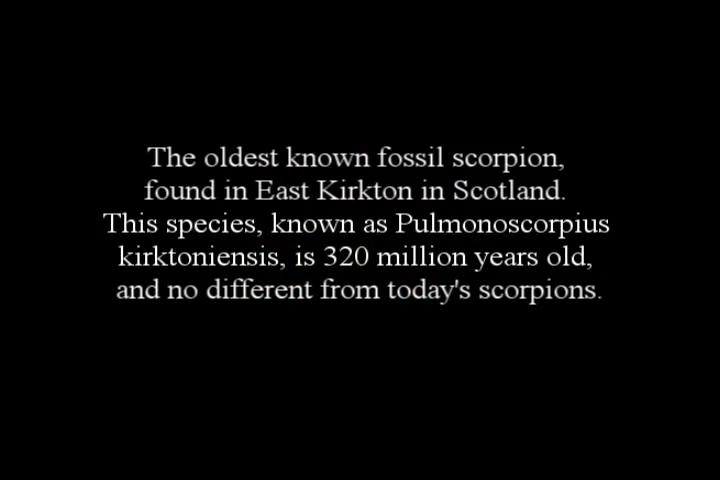 The oldest known fossil scorpion,
found in East Kirkton in Scotland.
This species, known as Pulmonoscorpius
kirktoniensis, is 320 million years old,
and no different from today's scorpions.